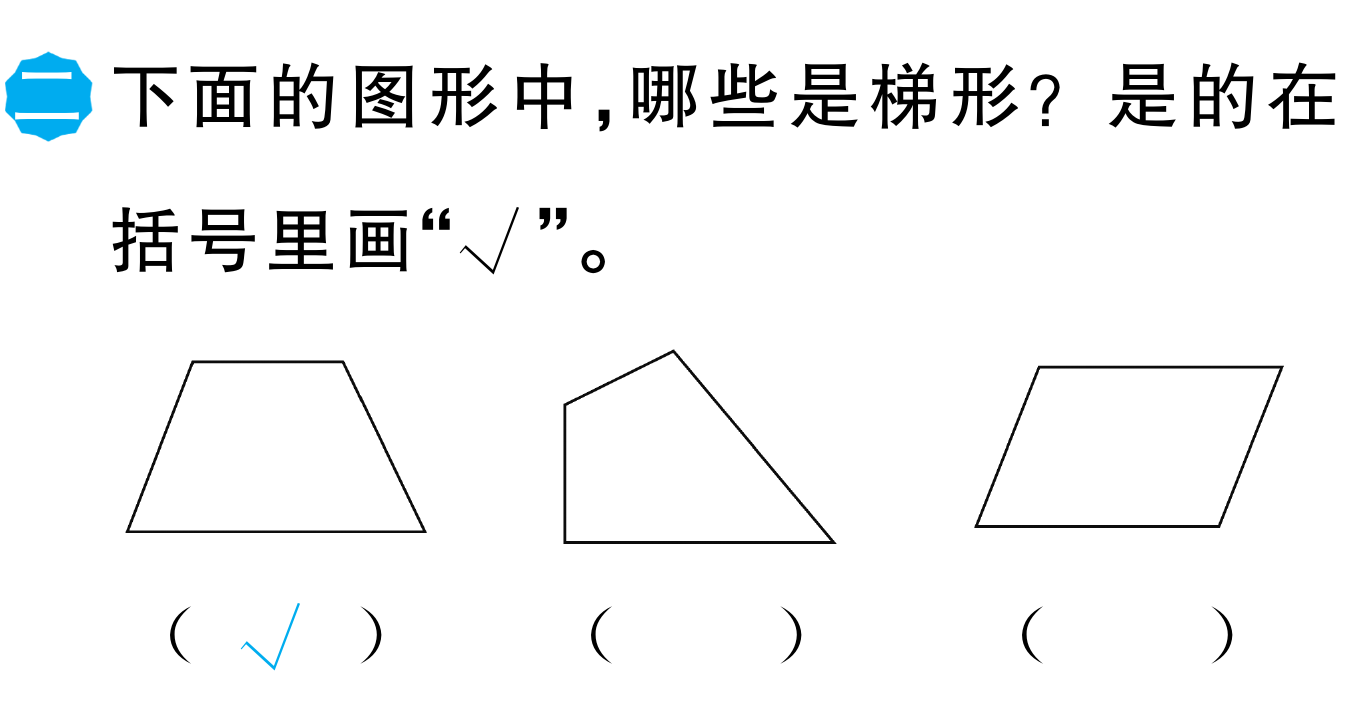 二 下面的图形中,哪些是梯形? 是的在
括号里画“√”。
( √ ) ( ) ( )